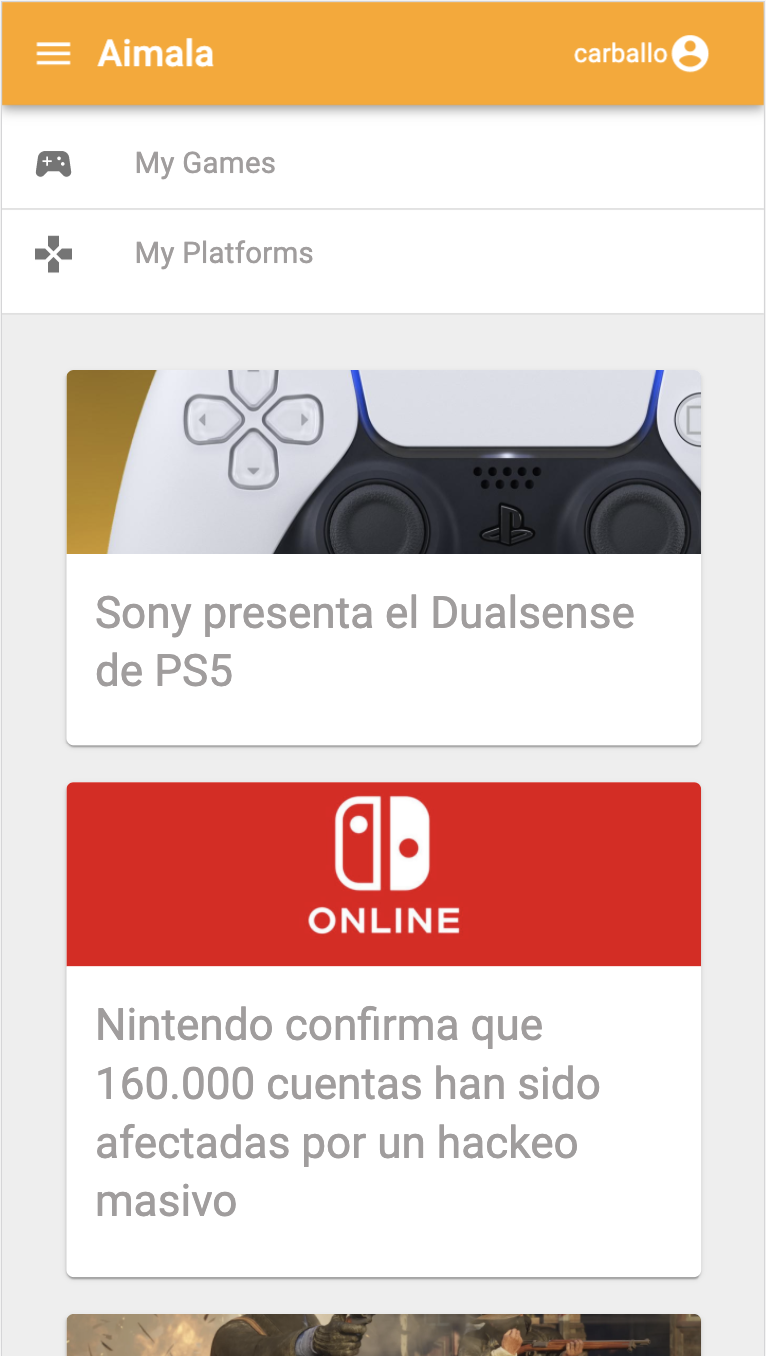 Aimala
carballo
My Games
My Platforms
Sony presenta el Dualsense
de PS5
ONLINE
Nintendo confirma que
160.000 cuentas han sido
afectadas por un hackeo
masivo